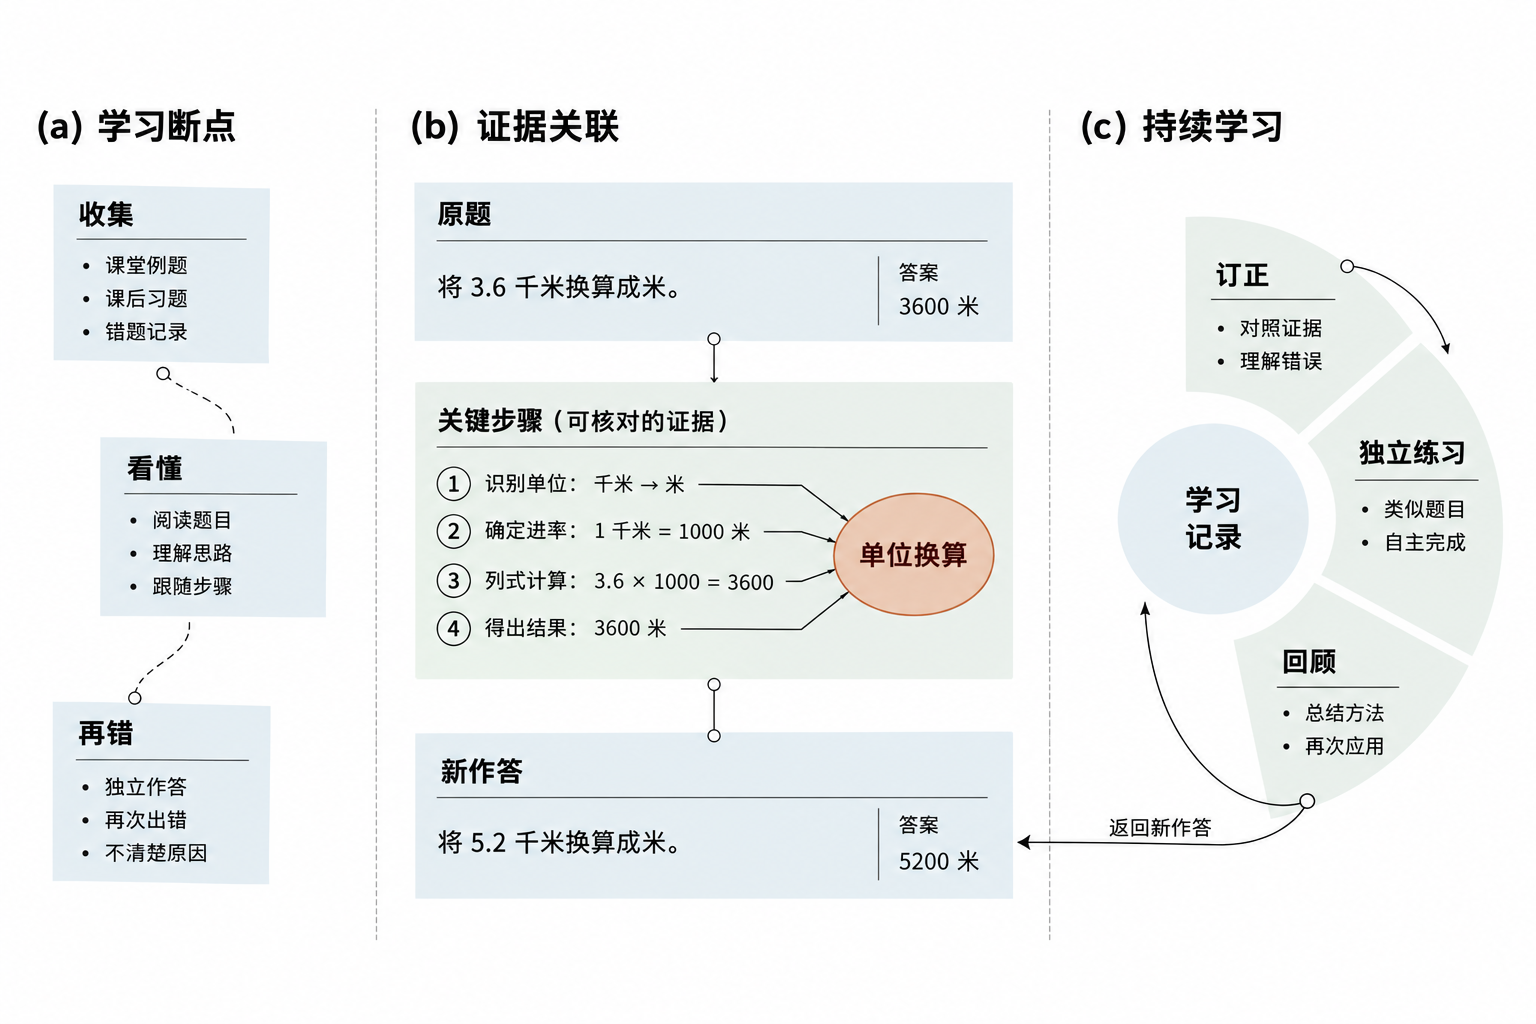 (a) 学习断点
收集
• 课堂例题
• 课后习题
• 错题记录
看懂
• 阅读题目
• 理解思路
• 跟随步骤
再错
• 独立作答
• 再次出错
• 不清楚原因
(b) 证据关联
原题
将 3.6 千米换算成米。
答案
3600 米
关键步骤（可核对的证据）
1 识别单位： 千米 → 米
2 确定进率： 1 千米 = 1000 米
3 列式计算： 3.6 × 1000 = 3600
4 得出结果： 3600 米
单位换算
新作答
将 5.2 千米换算成米。
答案
5200 米
(c) 持续学习
订正
• 对照证据
• 理解错误
独立练习
• 类似题目
• 自主完成
学习
记录
回顾
• 总结方法
• 再次应用
返回新作答